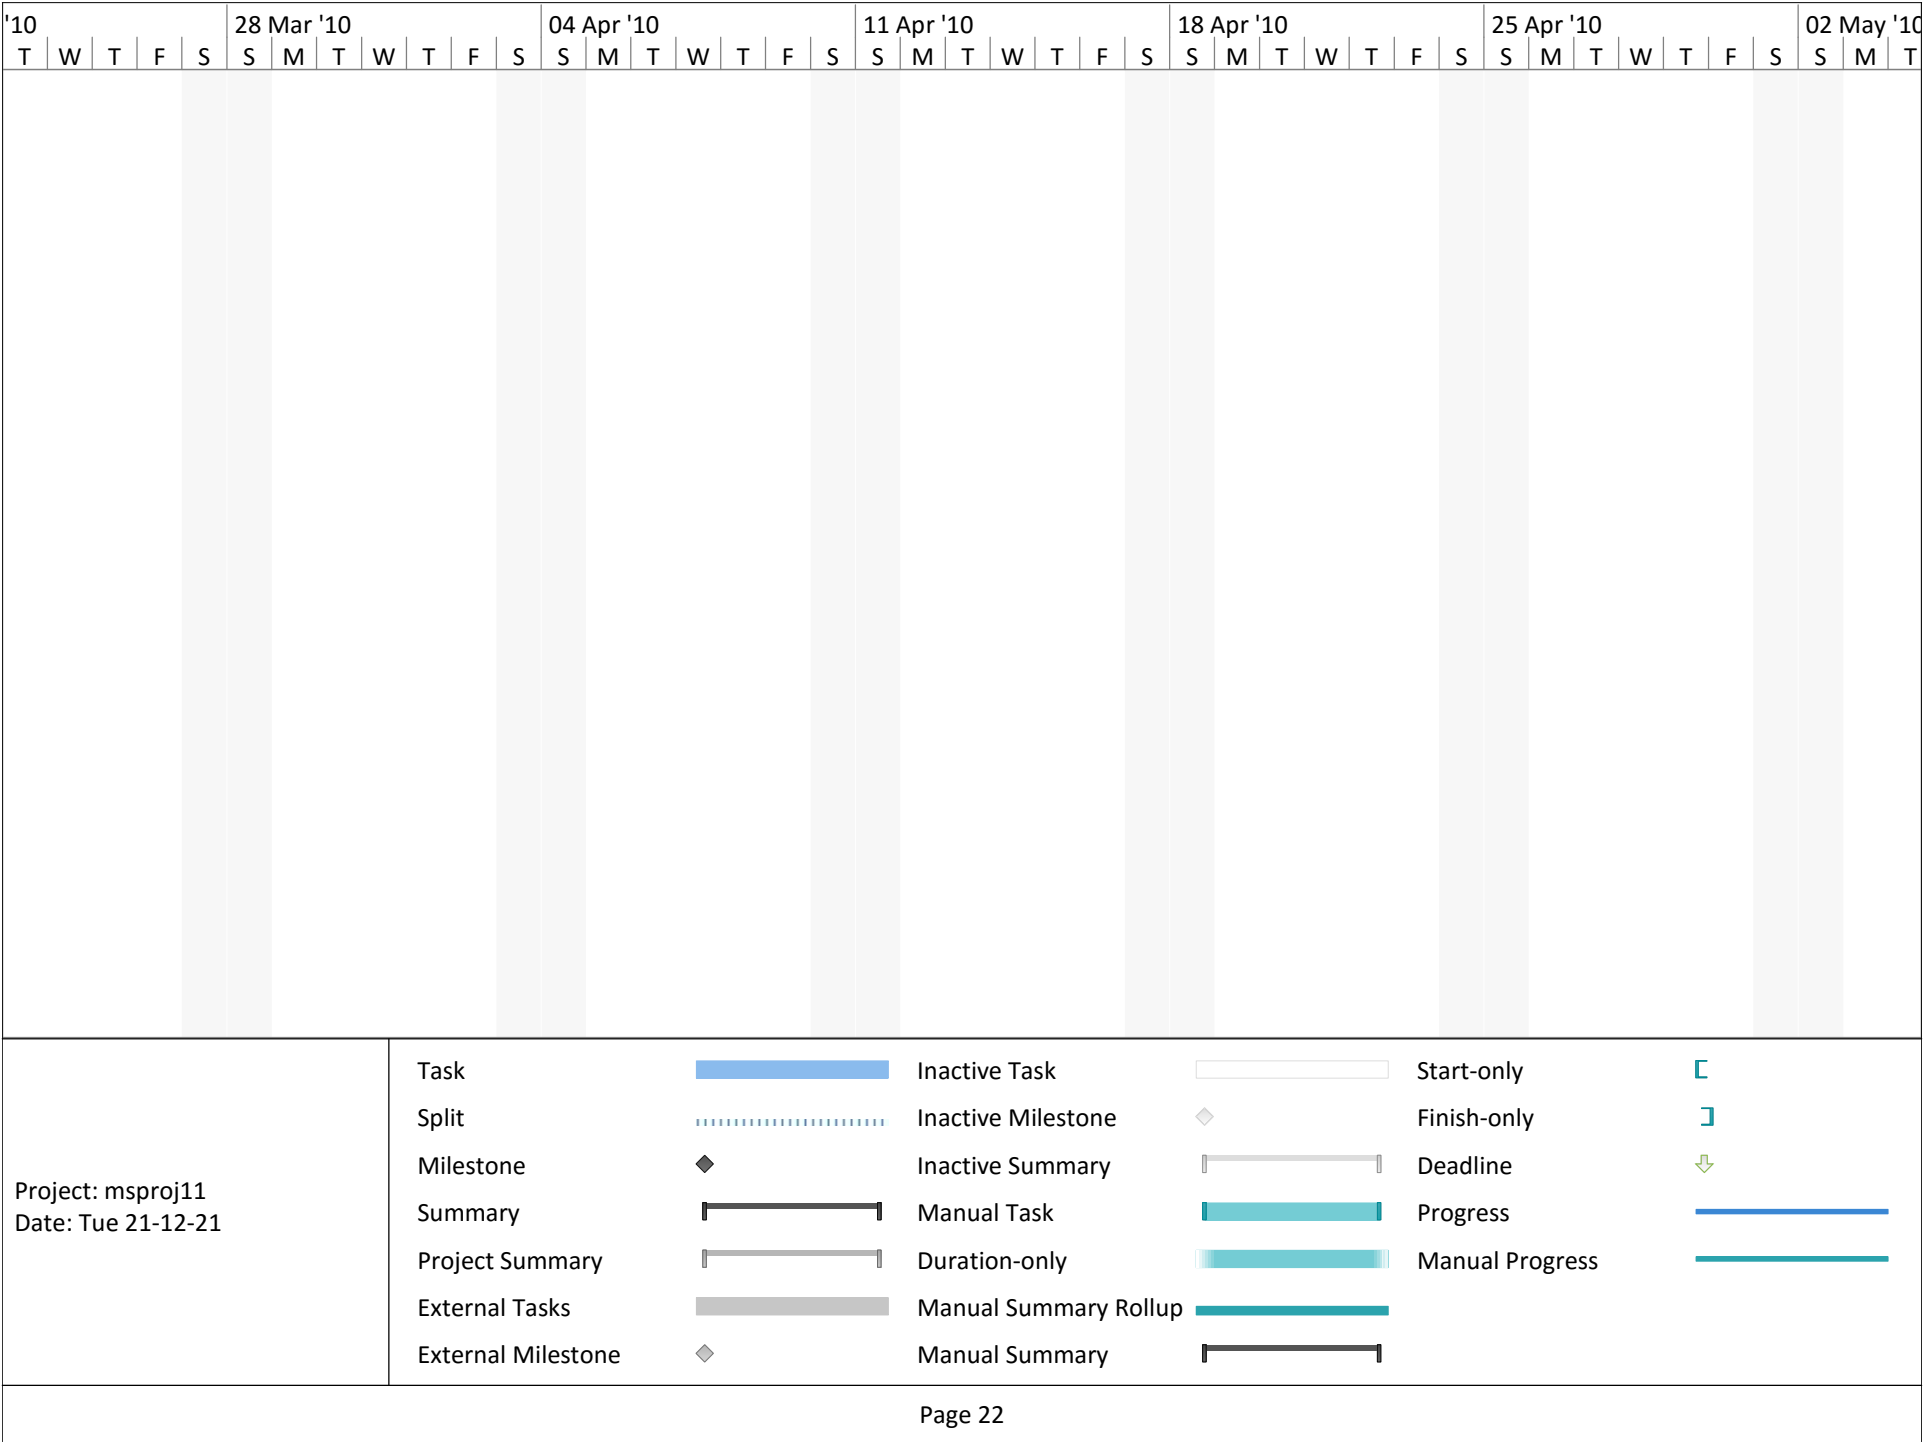 '10 28 Mar '10 04 Apr '10 11 Apr '10 18 Apr '10 25 Apr '10 02 May '10
T W T F S S M T W T F S S M T W T F S S M T W T F S S M T W T F S S M T W T F S S M T
Task Inactive Task Start-only
Split Inactive Milestone Finish-only
Milestone Inactive Summary Deadline
Project: msproj11
Date: Tue 21-12-21
Summary Manual Task Progress
Project Summary Duration-only Manual Progress
External Tasks Manual Summary Rollup
External Milestone Manual Summary
Page 22